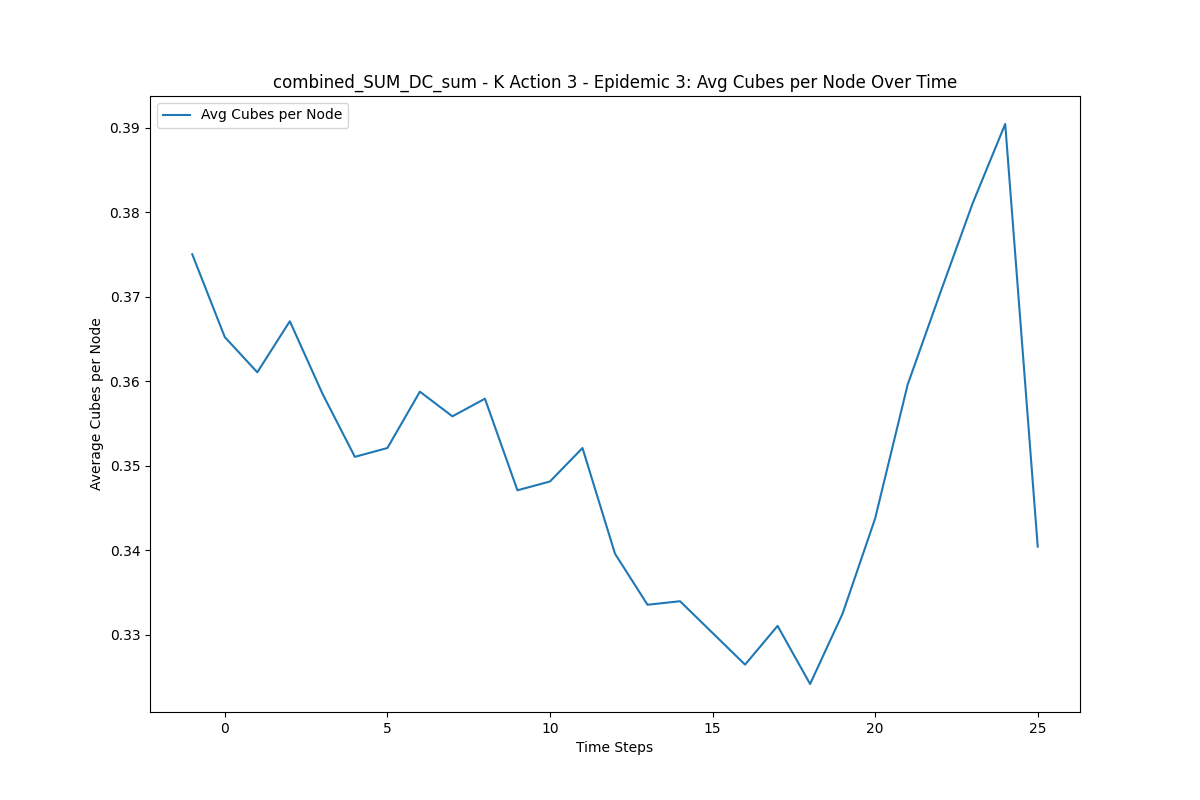 combined_SUM_DC_sum - K Action 3 - Epidemic 3: Avg Cubes per Node Over Time
Avg Cubes per Node
0.39
0.38
0.37
0.36
0.35
0.34
0.33
Average Cubes per Node
0 5 10 15 20 25
Time Steps